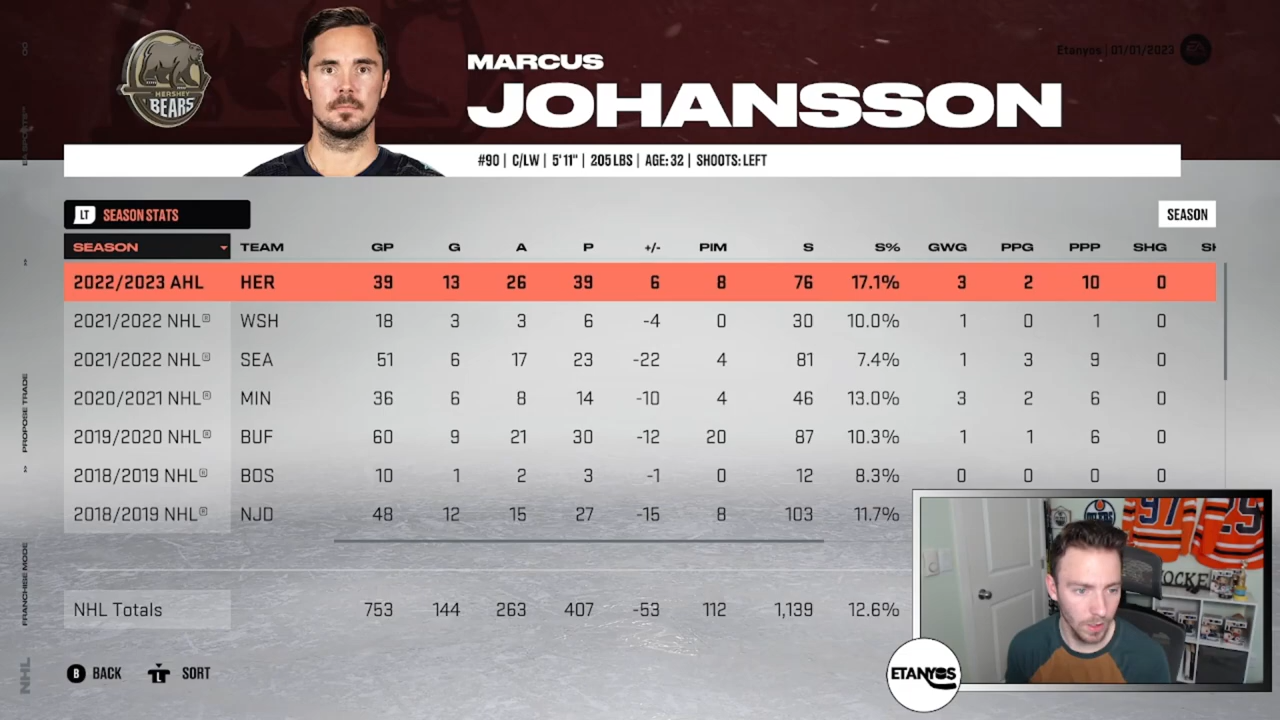 MARCUS
JOHANSSON
HERSHEY
BEARS
Etanyos | 01/01/2023
#90 | C/LW | 5' 11" | 205 LBS | AGE: 32 | SHOOTS: LEFT
LT SEASON STATS
SEASON
SEASON TEAM GP G A P +/- PIM S S% GWG PPG PPP SHG
2022/2023 AHL HER 39 13 26 39 6 8 76 17.1% 3 2 10 0
2021/2022 NHL® WSH 18 3 3 6 -4 0 30 10.0% 1 0 1 0
2021/2022 NHL® SEA 51 6 17 23 -22 4 81 7.4% 1 3 9 0
2020/2021 NHL® MIN 36 6 8 14 -10 4 46 13.0% 3 2 6 0
2019/2020 NHL® BUF 60 9 21 30 -12 20 87 10.3% 1 1 6 0
2018/2019 NHL® BOS 10 1 2 3 -1 0 12 8.3% 0 0 0 0
2018/2019 NHL® NJD 48 12 15 27 -15 8 103 11.7%
NHL Totals 753 144 263 407 -53 112 1,139 12.6%
B BACK L SORT
PROPOSE TRADE
FRANCHISE MODE
NHL
OILERS
97
29
ETANYOS